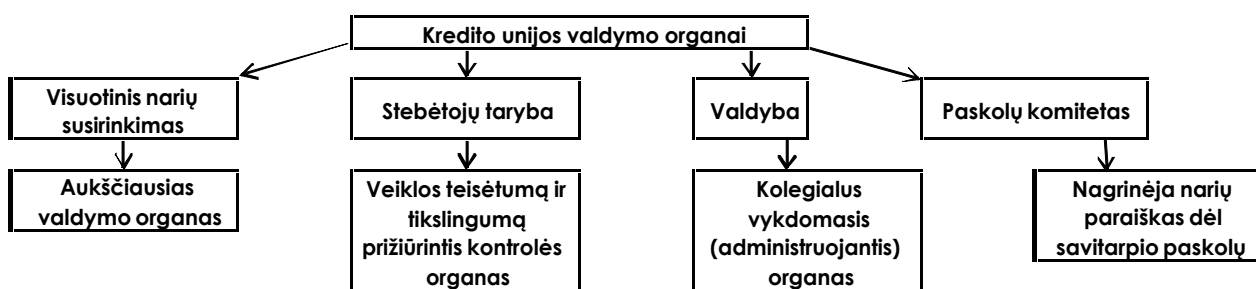 Kredito unijos valdymo organai
Visuotinis narių
susirinkimas
Stebėtojų taryba
Valdyba
Paskolų komitetas
Aukščiausias
valdymo organas
Veiklos teisėtumą ir
tikslingumą
prižiūrintis kontrolės
organas
Kolegialus
vykdomasis
(administruojantis)
organas
Nagrinėja narių
paraiškas dėl
savitarpio paskolų